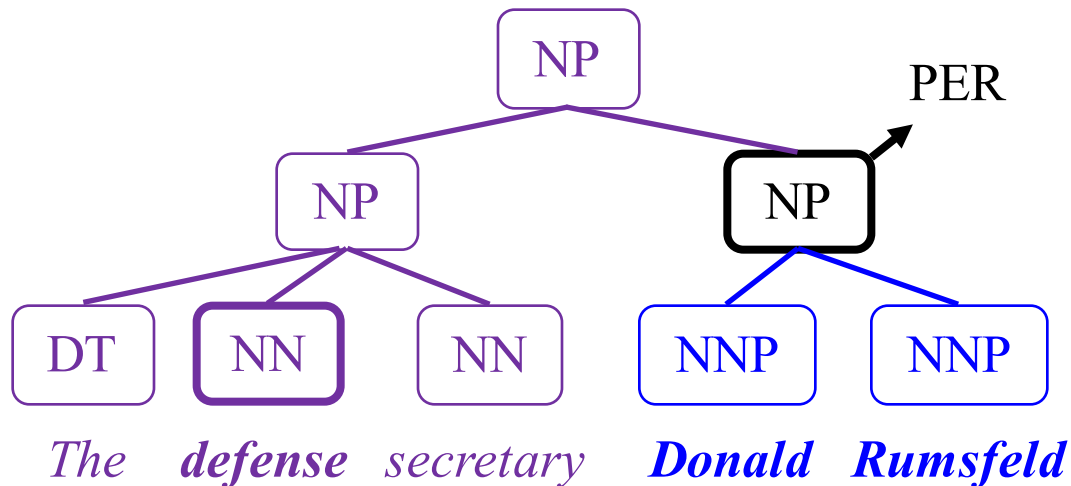 NP
PER
NP NP
DT NN NN NNP NNP
The defense secretary Donald Rumsfeld